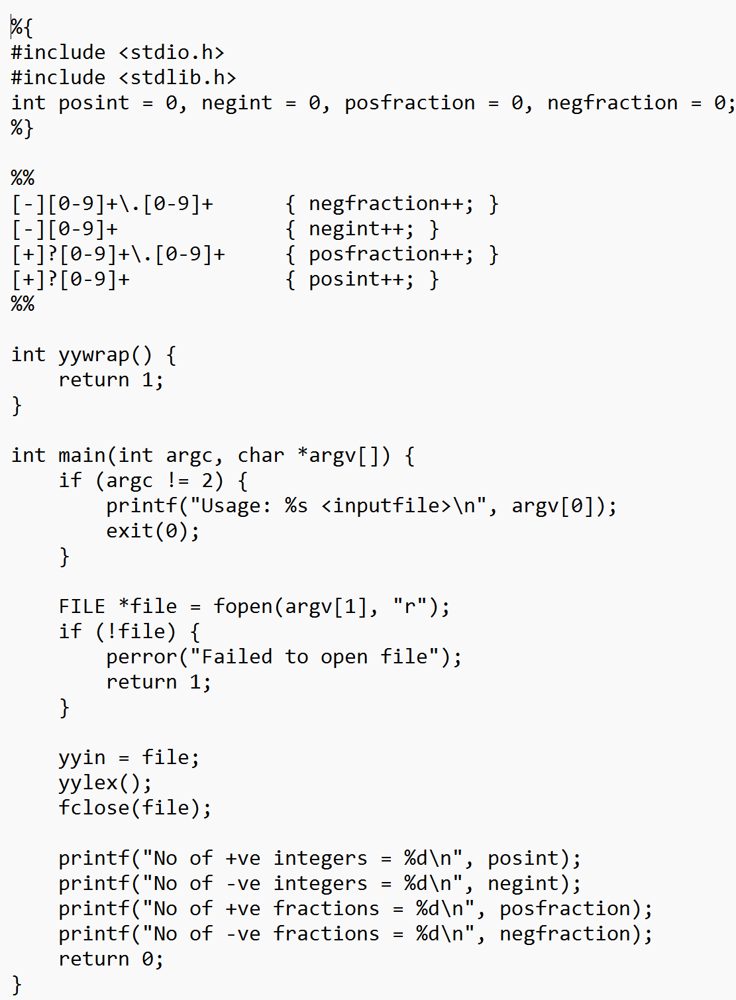 %{
#include <stdio.h>
#include <stdlib.h>
int posint = 0, negint = 0, posfraction = 0, negfraction = 0;
%}

%%
[-][0-9]+\.[0-9]+      { negfraction++; }
[-][0-9]+              { negint++; }
[+]?[0-9]+\.[0-9]+     { posfraction++; }
[+]?[0-9]+             { posint++; }
%%

int yywrap() {
    return 1;
}

int main(int argc, char *argv[]) {
    if (argc != 2) {
        printf("Usage: %s <inputfile>\n", argv[0]);
        exit(0);
    }

    FILE *file = fopen(argv[1], "r");
    if (!file) {
        perror("Failed to open file");
        return 1;
    }

    yyin = file;
    yylex();
    fclose(file);

    printf("No of +ve integers = %d\n", posint);
    printf("No of -ve integers = %d\n", negint);
    printf("No of +ve fractions = %d\n", posfraction);
    printf("No of -ve fractions = %d\n", negfraction);
    return 0;
}